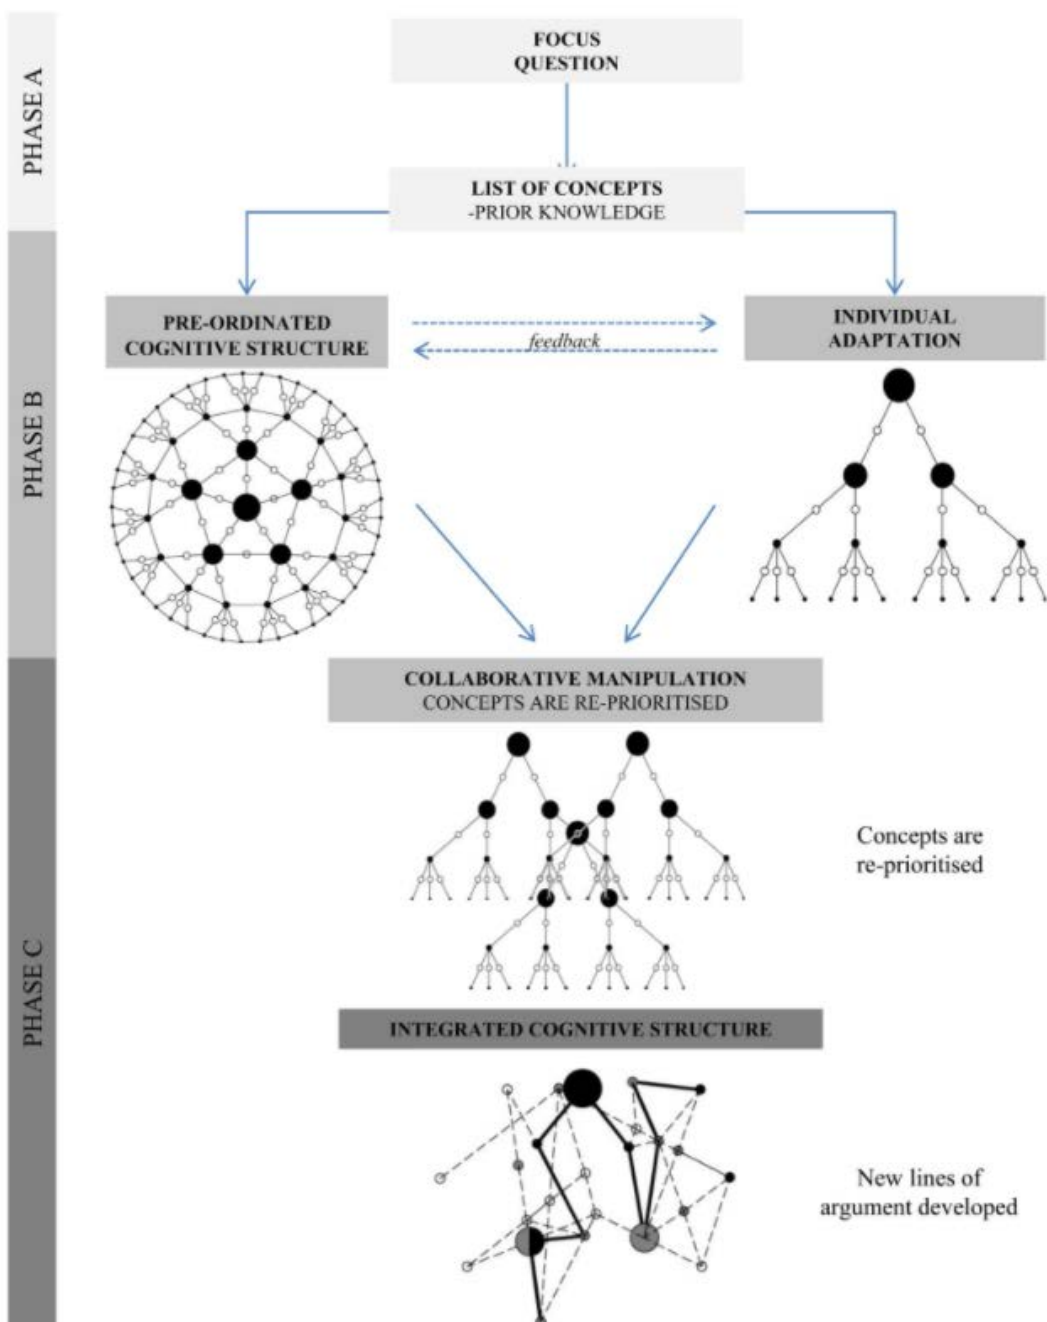 PHASE A
FOCUS
QUESTION
LIST OF CONCEPTS
-PRIOR KNOWLEDGE
PHASE B
PRE-ORDINATED
COGNITIVE STRUCTURE
feedback
INDIVIDUAL
ADAPTATION
PHASE C
COLLABORATIVE MANIPULATION
CONCEPTS ARE RE-PRIORITISED
Concepts are
re-prioritised
INTEGRATED COGNITIVE STRUCTURE
New lines of
argument developed